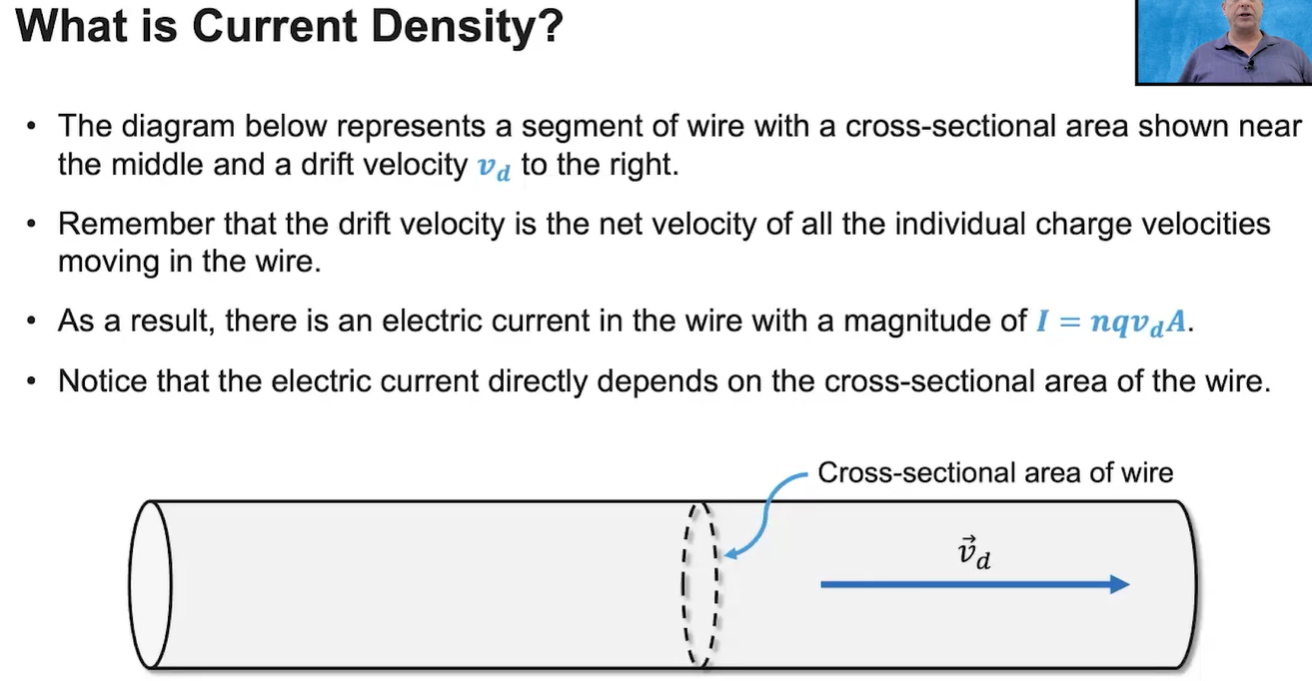 What is Current Density?
• The diagram below represents a segment of wire with a cross-sectional area shown near
the middle and a drift velocity v_d to the right.
• Remember that the drift velocity is the net velocity of all the individual charge velocities
moving in the wire.
• As a result, there is an electric current in the wire with a magnitude of I = nqv_dA.
• Notice that the electric current directly depends on the cross-sectional area of the wire.
Cross-sectional area of wire
v⃗_d